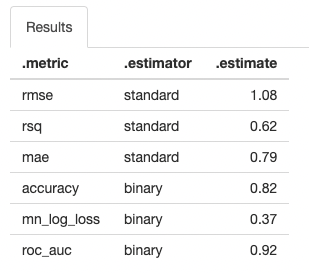 Results
.metric .estimator .estimate
rmse standard 1.08
rsq standard 0.62
mae standard 0.79
accuracy binary 0.82
mn_log_loss binary 0.37
roc_auc binary 0.92